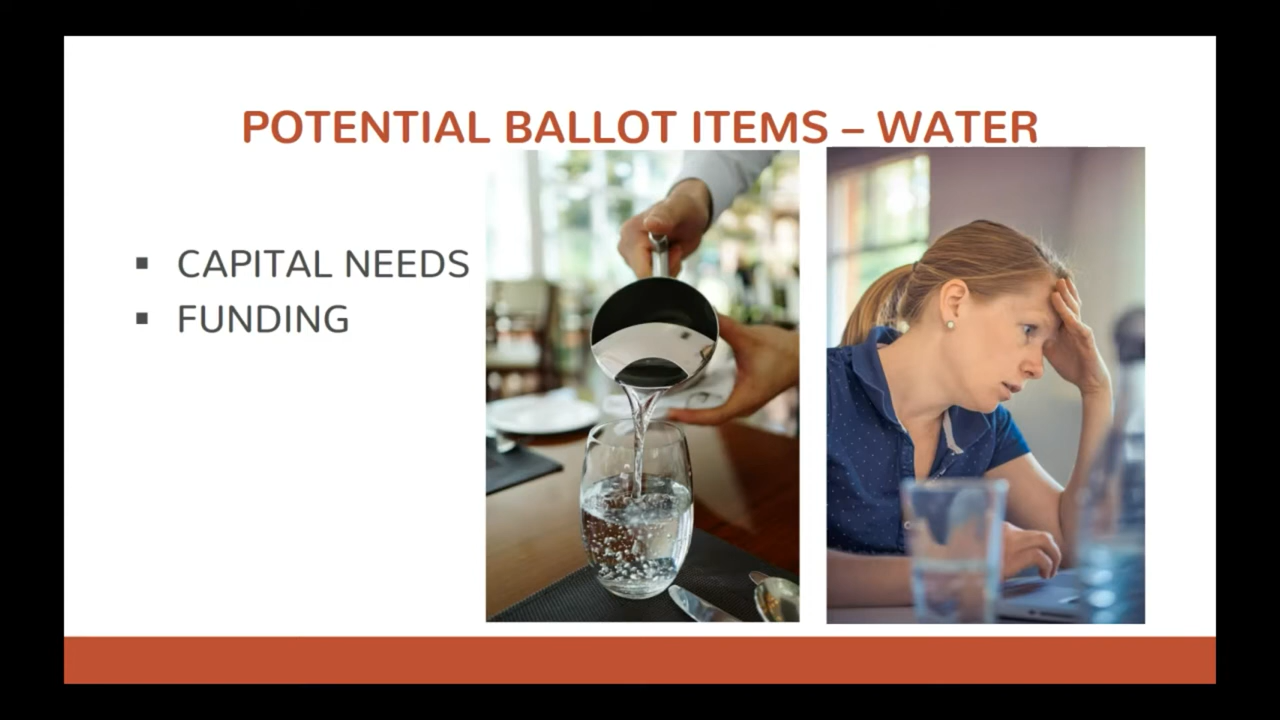 POTENTIAL BALLOT ITEMS – WATER
▪ CAPITAL NEEDS
▪ FUNDING